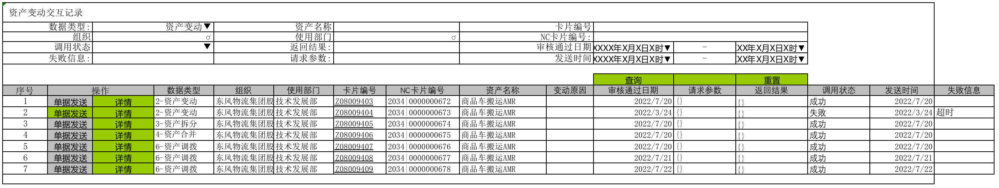 资产变动交互记录
数据类型: 资产变动▼ 资产名称 卡片编号
组织 使用部门 NC卡片编号:
调用状态 ▼ 返回结果: 审核通过日期 XXXX年X月X日X时▼ - XX年X月X日X时▼
失败信息: 请求参数: 发送时间 XXXX年X月X日X时▼ - XX年X月X日X时▼
查询 重置
序号 操作 数据类型 组织 使用部门 卡片编号 NC卡片编号 资产名称 变动原因 审核通过日期 请求参数 返回结果 调用状态 发送时间 失败信息
1 单据发送 详情 2-资产变动 东风物流集团股 技术发展部 Z08009403 2034|0000000672 商品车搬运AMR 2022/7/20 {} {} 成功 2022/7/20
2 单据发送 详情 2-资产变动 东风物流集团股 技术发展部 Z08009404 2034|0000000673 商品车搬运AMR 2022/3/24 {} {} 失败 2022/3/24 超时
3 单据发送 详情 3-资产拆分 东风物流集团股 技术发展部 Z08009405 2034|0000000674 商品车搬运AMR 2022/7/20 {} {} 成功 2022/7/20
4 单据发送 详情 4-资产合并 东风物流集团股 技术发展部 Z08009406 2034|0000000675 商品车搬运AMR 2022/7/20 {} {} 成功 2022/7/20
5 单据发送 详情 6-资产调拨 东风物流集团股 技术发展部 Z08009407 2034|0000000676 商品车搬运AMR 2022/7/20 {} {} 成功 2022/7/20
6 单据发送 详情 6-资产调拨 东风物流集团股 技术发展部 Z08009408 2034|0000000677 商品车搬运AMR 2022/7/21 {} {} 成功 2022/7/21
7 单据发送 详情 6-资产调拨 东风物流集团股 技术发展部 Z08009409 2034|0000000678 商品车搬运AMR 2022/7/22 {} {} 成功 2022/7/22